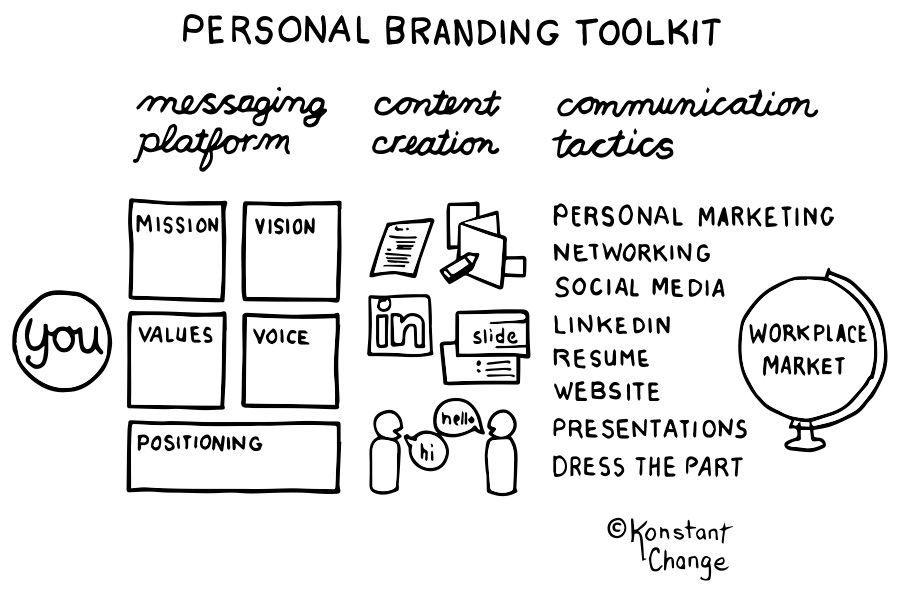 PERSONAL BRANDING TOOLKIT
messaging
platform
content
creation
communication
tactics
you
MISSION
VISION
VALUES
VOICE
POSITIONING
in
slide
hello
hi
PERSONAL MARKETING
NETWORKING
SOCIAL MEDIA
LINKEDIN
RESUME
WEBSITE
PRESENTATIONS
DRESS THE PART
WORKPLACE
MARKET
© Konstant
Change